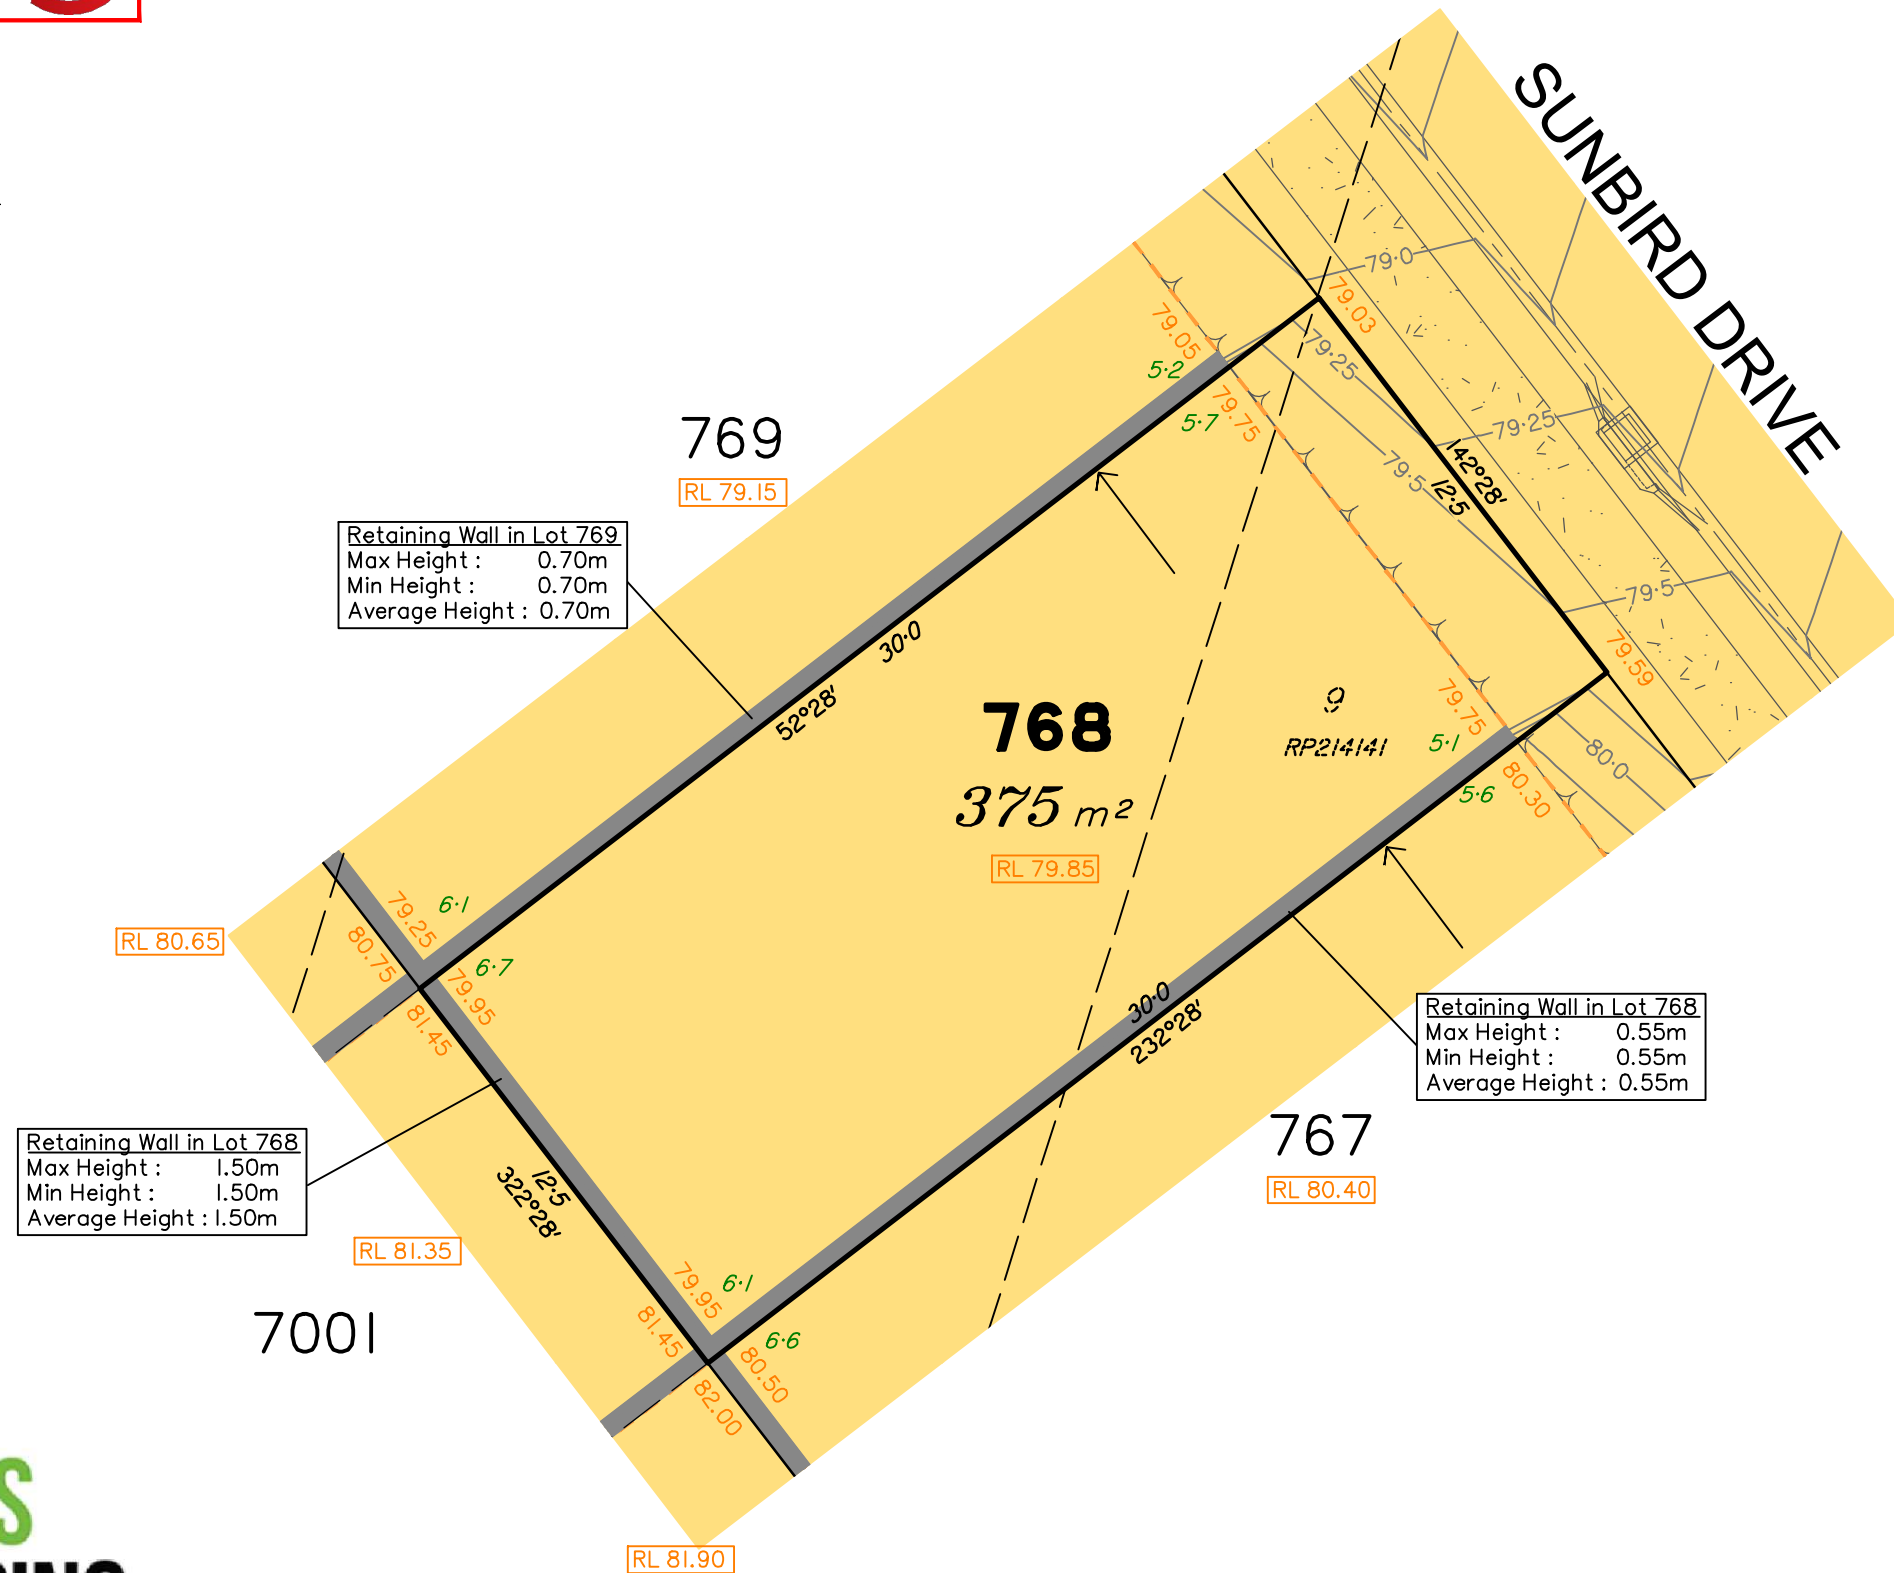 SUNBIRD DRIVE
79·0
79.03
79.05
79·25
79·25
5·2
79.75
5·7
769
RL 79.15
79·5
142°28'
12·5
Retaining Wall in Lot 769
Max Height : 0.70m
Min Height : 0.70m
Average Height : 0.70m
79·5
30·0
52°28'
79.59
768
9
RP214141
79.75
5·1
80·0
80.30
5·6
375 m²
RL 79.85
79.25
6·1
80.75
RL 80.65
6·7
79.95
81.45
30·0
232°28'
Retaining Wall in Lot 768
Max Height : 0.55m
Min Height : 0.55m
Average Height : 0.55m
767
RL 80.40
Retaining Wall in Lot 768
Max Height : 1.50m
Min Height : 1.50m
Average Height : 1.50m
12·5
322°28'
RL 81.35
7001
79.95
6·1
81.45
6·6
80.50
82.00
RL 81.90